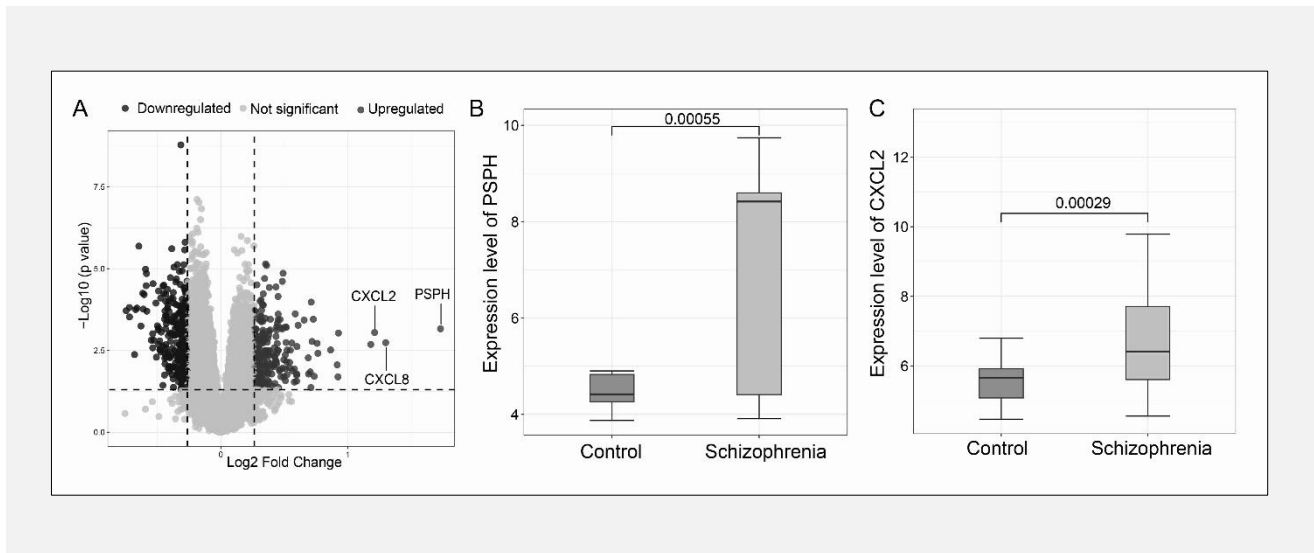 A
Downregulated Not significant Upregulated
−Log10 (p value)
7.5
5.0
2.5
0.0
CXCL2
PSPH
CXCL8
0
1
Log2 Fold Change
B
Expression level of PSPH
10
8
6
4
0.00055
Control
Schizophrenia
C
Expression level of CXCL2
12
10
8
6
0.00029
Control
Schizophrenia